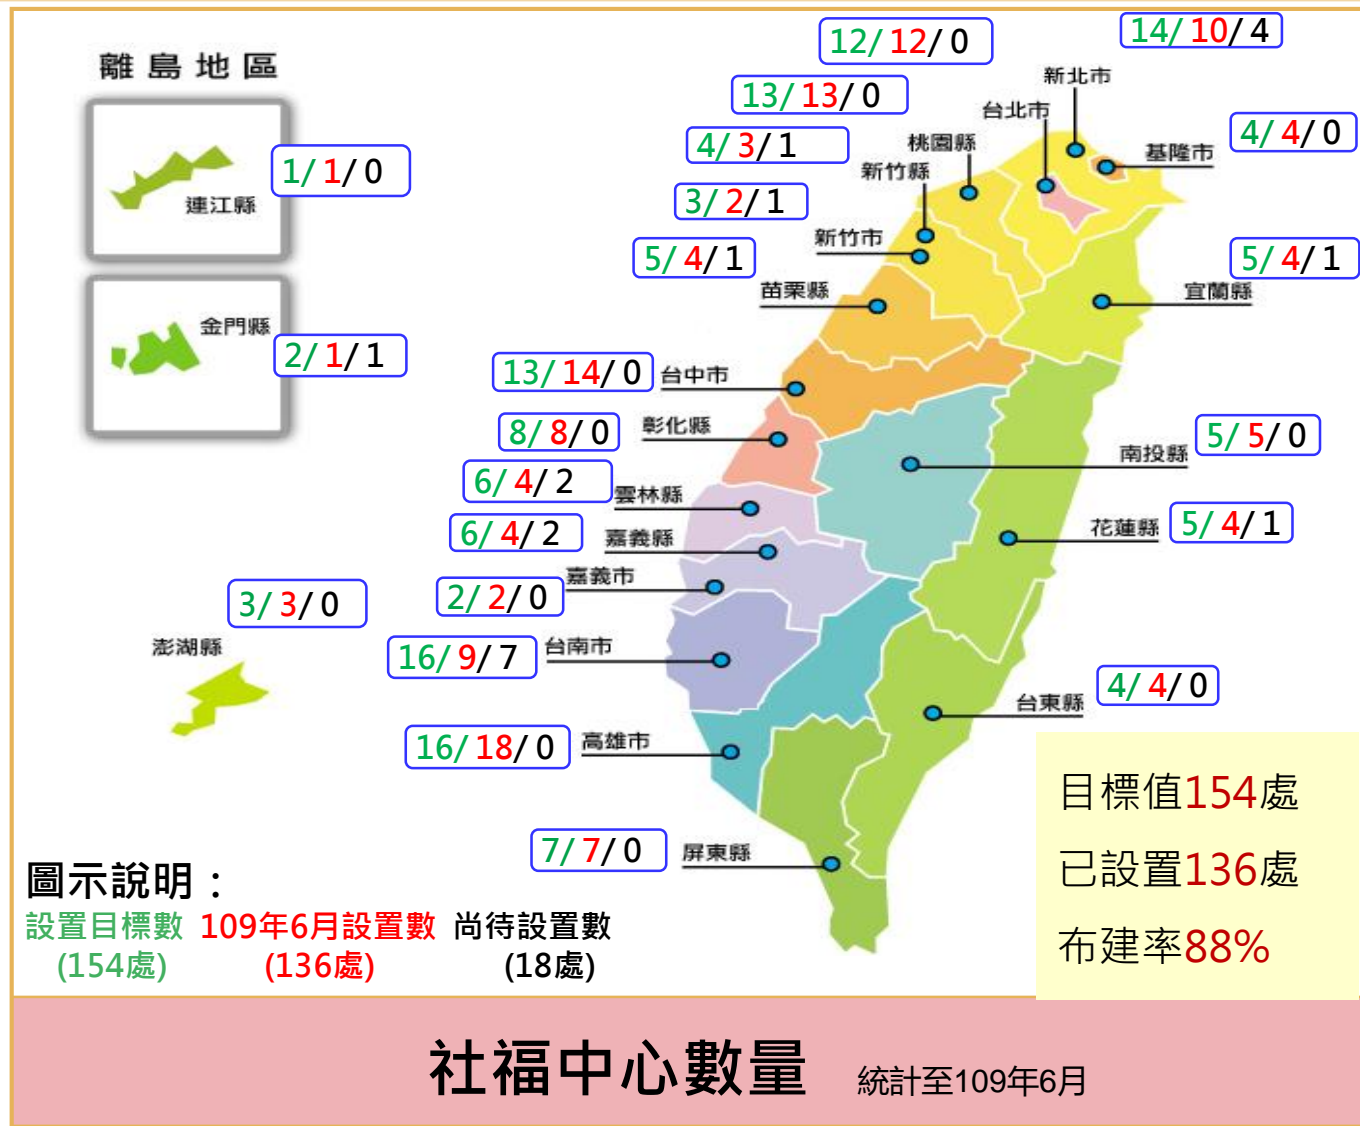 離島地區
1/ 1/ 0
連江縣
金門縣
2/ 1/ 1
12/ 12/ 0
14/ 10/ 4
新北市
13/ 13/ 0
台北市
4/ 4/ 0
基隆市
4/ 3/ 1
桃園縣
新竹縣
3/ 2/ 1
新竹市
5/ 4/ 1
苗栗縣
5/ 4/ 1
宜蘭縣
13/ 14/ 0
台中市
8/ 8/ 0
彰化縣
5/ 5/ 0
南投縣
6/ 4/ 2
雲林縣
6/ 4/ 2
嘉義縣
5/ 4/ 1
花蓮縣
2/ 2/ 0
嘉義市
3/ 3/ 0
澎湖縣
16/ 9/ 7
台南市
4/ 4/ 0
台東縣
16/ 18/ 0
高雄市
7/ 7/ 0
屏東縣
目標值154處
已設置136處
布建率88%
圖示說明：
設置目標數 109年6月設置數 尚待設置數
(154處) (136處) (18處)
社福中心數量 統計至109年6月